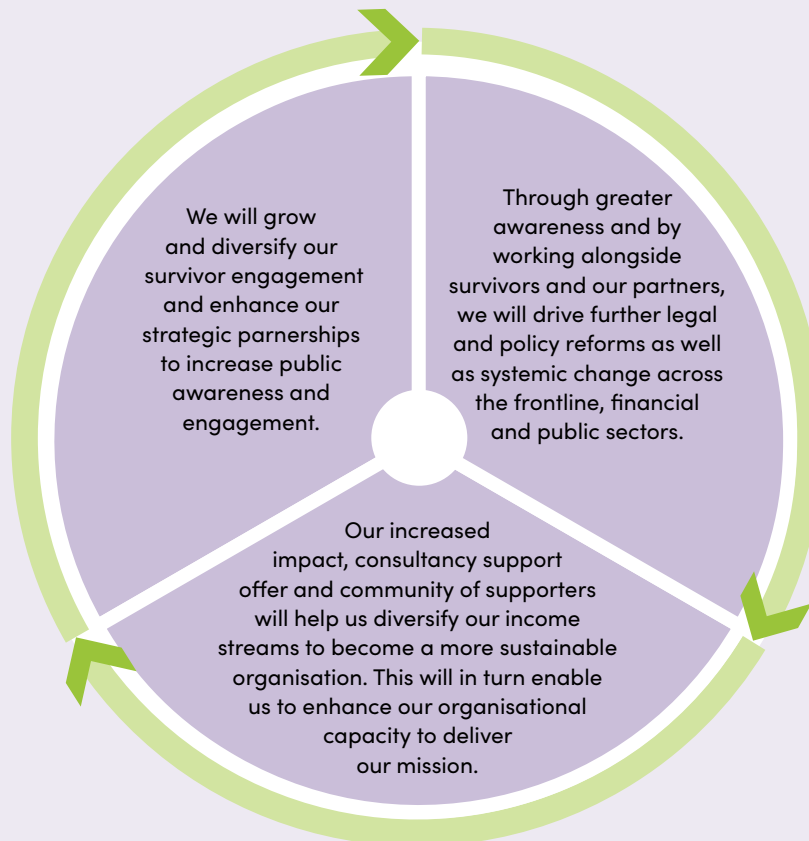 We will grow
and diversify our
survivor engagement
and enhance our
strategic parnerships
to increase public
awareness and
engagement.
Through greater
awareness and by
working alongside
survivors and our partners,
we will drive further legal
and policy reforms as well
as systemic change across
the frontline, financial
and public sectors.
Our increased
impact, consultancy support
offer and community of supporters
will help us diversify our income
streams to become a more sustainable
organisation. This will in turn enable
us to enhance our organisational
capacity to deliver
our mission.